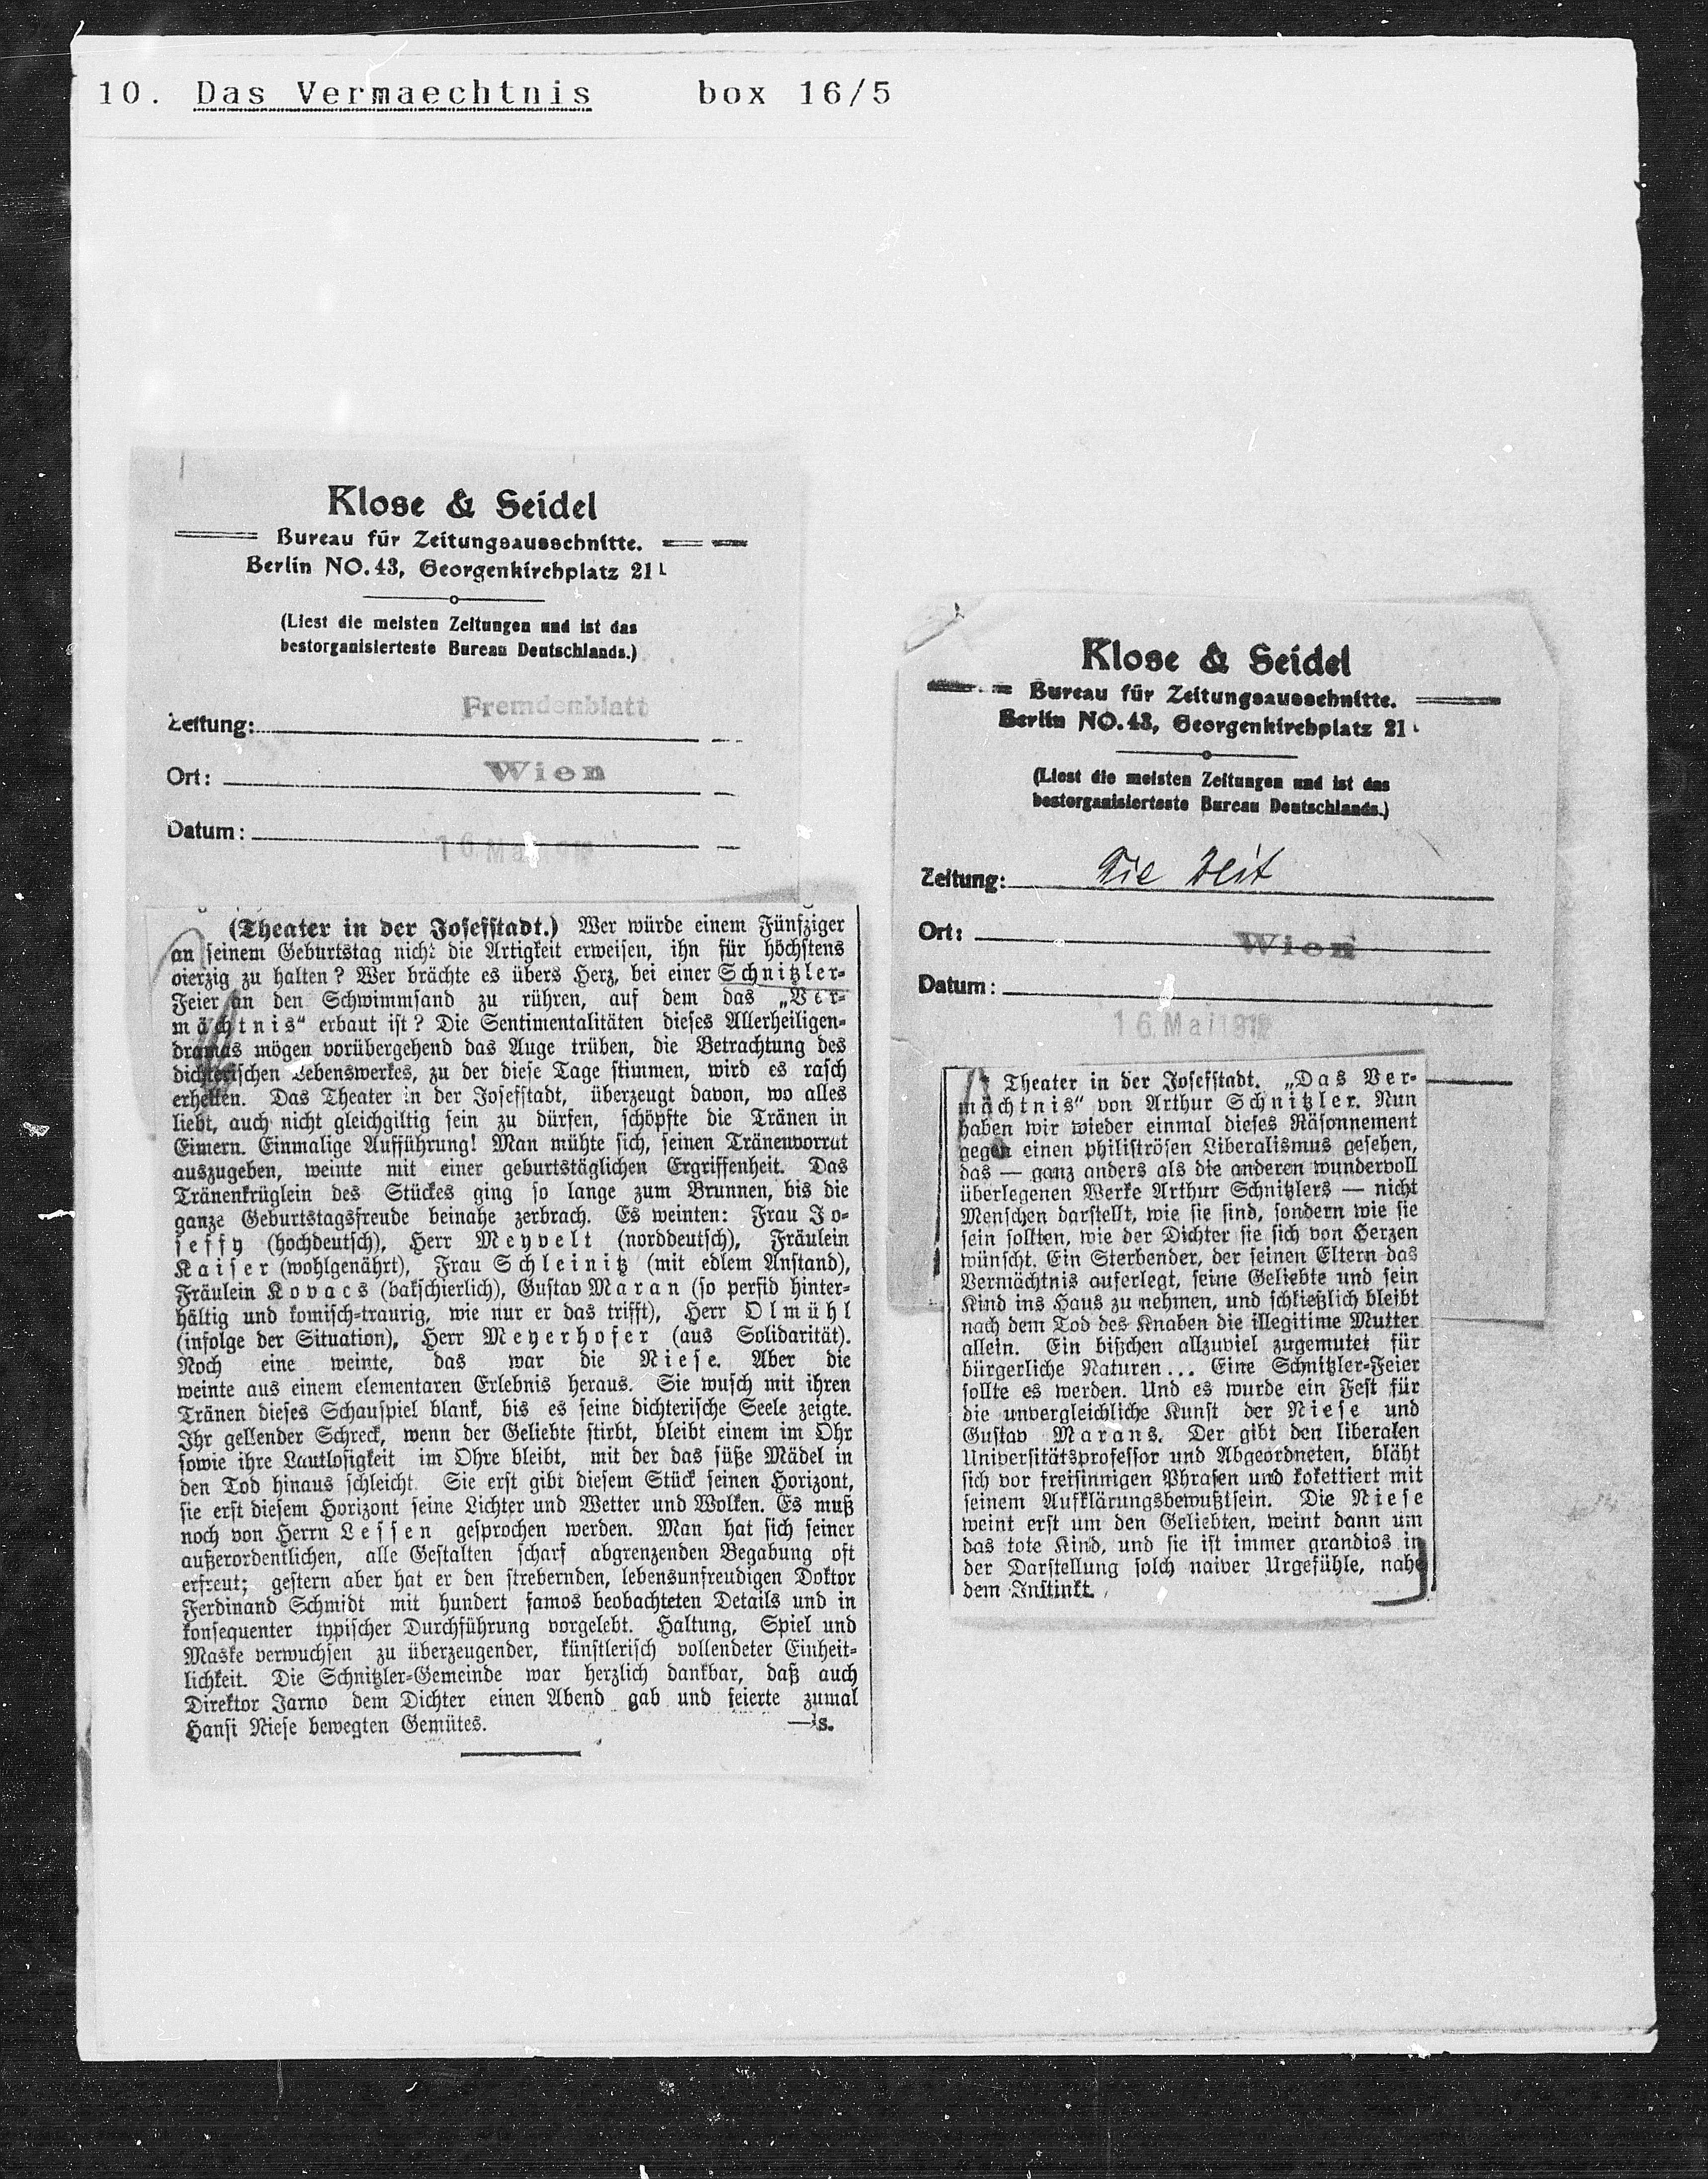 10. Das Vermaechtnis box 16/5
Klose & Seidel
Bureau für Zeitungsausschnitte.
Berlin NO. 43, Georgenkirchplatz 21 I.
(Liest die meisten Zeitungen und ist das
bestorganisierteste Bureau Deutschlands.)
Zeitung: Fremdenblatt
Ort: Wien
Datum: 16. Mai 1912
(Theater in der Josefstadt.) Wer würde einem Fünfziger
an seinem Geburtstag nicht die Artigkeit erweisen, ihn für höchstens
vierzig zu halten? Wer brächte es übers Herz, bei einer Schnitzler-
Feier an den Schwimmsand zu rühren, auf dem das „Ver-
mächtnis“ erbaut ist? Die Sentimentalitäten dieses Allerheiligen-
dramas mögen vorübergehend das Auge trüben, die Betrachtung des
dichterischen Lebenswerkes, zu der diese Tage stimmen, wird es rasch
erhellen. Das Theater in der Josefstadt, überzeugt davon, wo alles
liebt, auch nicht gleichgiltig sein zu dürfen, schöpfte die Tränen in
Eimern. Einmalige Aufführung! Man mühte sich, seinen Tränenvorrat
auszugeben, weinte mit einer geburtstäglichen Ergriffenheit. Das
Tränenkrüglein des Stückes ging so lange zum Brunnen, bis die
ganze Geburtstagsfreude beinahe zerbrach. Es weinten: Frau Jo-
seffy (hochdeutsch), Herr Meyvelt (norddeutsch), Fräulein
Kaiser (wohlgenährt), Frau Schleinitz (mit edlem Anstand),
Fräulein Kovacs (bakschierlich), Gustav Maran (so perfid hinter-
hältig und komisch-traurig, wie nur er das trifft), Herr Olmühl
(infolge der Situation), Herr Meyerhofer (aus Solidarität).
Noch eine weinte, das war die Niese. Aber die
weinte aus einem elementaren Erlebnis heraus. Sie wusch mit ihren
Tränen dieses Schauspiel blank, bis es seine dichterische Seele zeigte.
Ihr gellender Schreck, wenn der Geliebte stirbt, bleibt einem im Ohr
sowie ihre Lautlosigkeit im Ohre bleibt, mit der das süße Mädel in
den Tod hinaus schleicht. Sie erst gibt diesem Stück seinen Horizont,
sie erst diesem Horizont seine Lichter und Wetter und Wolken. Es muß
noch von Herrn Lessen gesprochen werden. Man hat sich seiner
außerordentlichen, alle Gestalten scharf abgrenzenden Begabung oft
erfreut; gestern aber hat er den strebernden, lebensunfreudigen Doktor
Ferdinand Schmidt mit hundert famos beobachteten Details und in
konsequenter typischer Durchführung vorgelebt. Haltung, Spiel und
Maske verwuchsen zu überzeugender, künstlerisch vollendeter Einheit-
lichkeit. Die Schnitzler-Gemeinde war herzlich dankbar, daß auch
Direktor Jarno dem Dichter einen Abend gab und feierte zumal
Hansi Niese bewegten Gemütes. —is.
Klose & Seidel
Bureau für Zeitungsausschnitte.
Berlin NO. 43, Georgenkirchplatz 21 I.
(Liest die meisten Zeitungen und ist das
bestorganisierteste Bureau Deutschlands.)
Zeitung: Die Zeit
Ort: Wien
Datum:
16. Mai 1912
* Theater in der Josefstadt. „Das Ver-
mächtnis“ von Arthur Schnitzler. Nun
haben wir wieder einmal dieses Räsonnement
gegen einen philiströsen Liberalismus gesehen,
das — ganz anders als die anderen wundervoll
überlegenen Werke Arthur Schnitzlers — nicht
Menschen darstellt, wie sie sind, sondern wie sie
sein sollten, wie der Dichter sie sich von Herzen
wünscht. Ein Sterbender, der seinen Eltern das
Vermächtnis auferlegt, seine Geliebte und sein
Kind ins Haus zu nehmen, und schließlich bleibt
nach dem Tod des Knaben die illegitime Mutter
allein. Ein bißchen allzuviel zugemutet für
bürgerliche Naturen... Eine Schnitzler-Feier
sollte es werden. Und es wurde ein Fest für
die unvergleichliche Kunst der Niese und
Gustav Marans. Der gibt den liberalen
Universitätsprofessor und Abgeordneten, bläht
sich vor freisinnigen Phrasen und kokettiert mit
seinem Aufklärungsbewußtsein. Die Niese
weint erst um den Geliebten, weint dann um
das tote Kind, und sie ist immer grandios in
der Darstellung solch naiver Urgefühle, nahe
dem Instinkt.